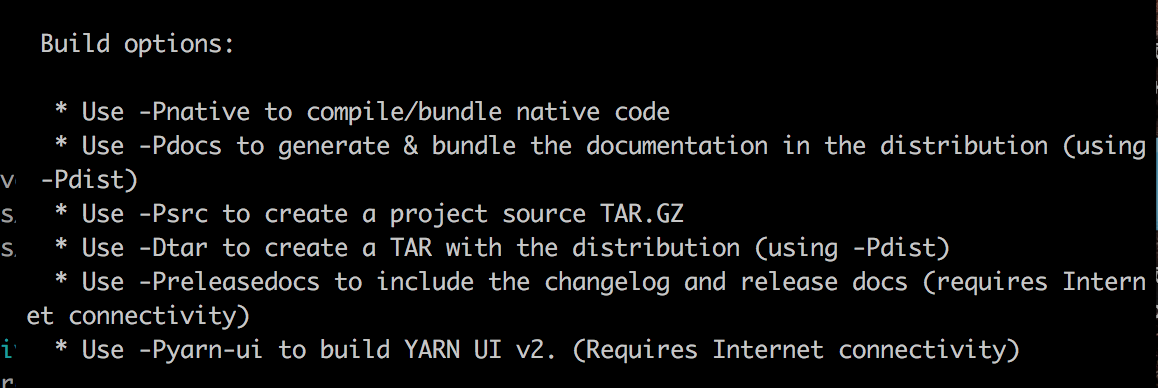 Build options:
* Use -Pnative to compile/bundle native code
* Use -Pdocs to generate & bundle the documentation in the distribution (using
-Pdist)
* Use -Psrc to create a project source TAR.GZ
* Use -Dtar to create a TAR with the distribution (using -Pdist)
* Use -Preleasedocs to include the changelog and release docs (requires Intern
et connectivity)
* Use -Pyarn-ui to build YARN UI v2. (Requires Internet connectivity)